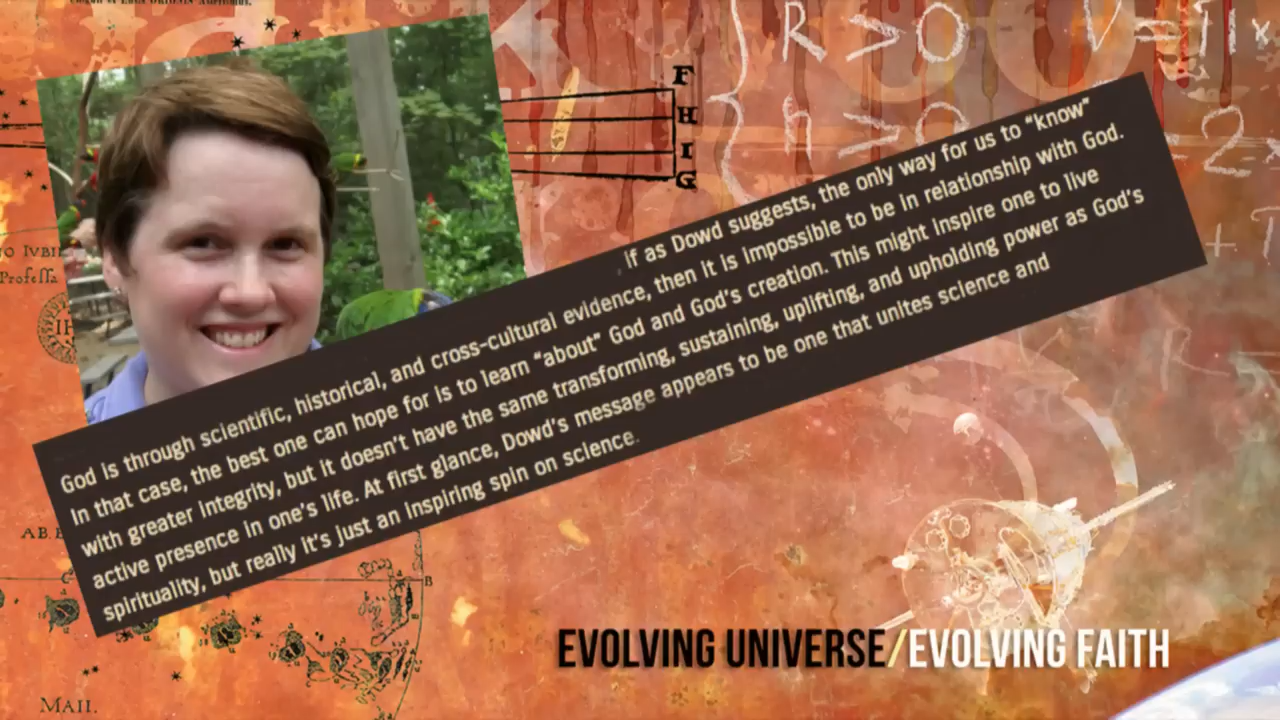 F
H
I
G
R > 0
h > 0
If as Dowd suggests, the only way for us to "know"
God is through scientific, historical, and cross-cultural evidence, then it is impossible to be in relationship with God.
In that case, the best one can hope for is to learn "about" God and God's creation. This might inspire one to live
with greater integrity, but it doesn't have the same transforming, sustaining, uplifting, and upholding power as God's
active presence in one's life. At first glance, Dowd's message appears to be one that unites science and
spirituality, but really it's just an inspiring spin on science.
EVOLVING UNIVERSE/EVOLVING FAITH
MAII.